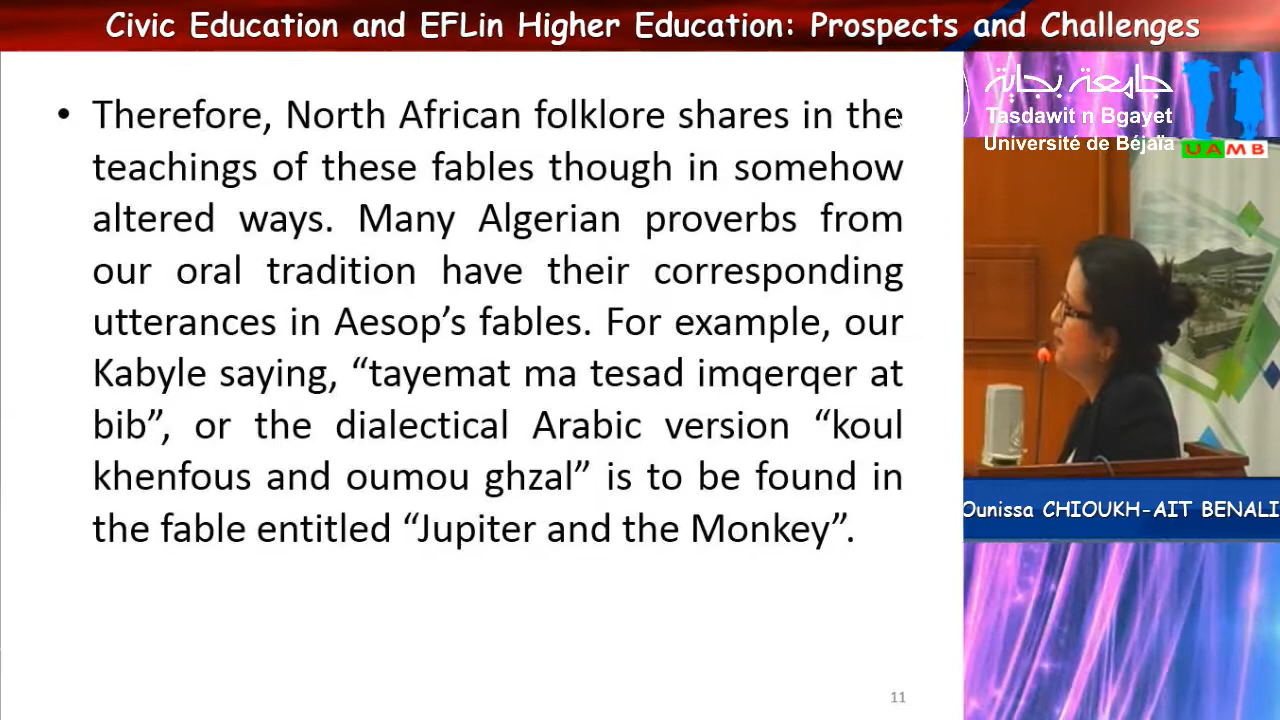 Civic Education and EFLin Higher Education: Prospects and Challenges
• Therefore, North African folklore shares in the
teachings of these fables though in somehow
altered ways. Many Algerian proverbs from
our oral tradition have their corresponding
utterances in Aesop’s fables. For example, our
Kabyle saying, “tayemat ma tesad imqerqer at
bib”, or the dialectical Arabic version “koul
khenfous and oumou ghzal” is to be found in
the fable entitled “Jupiter and the Monkey”.
11
جامعة بجاية
Tasdawit n Bgayet
Université de Béjaïa
UAMB
Ounissa CHIOUKH-AIT BENALI